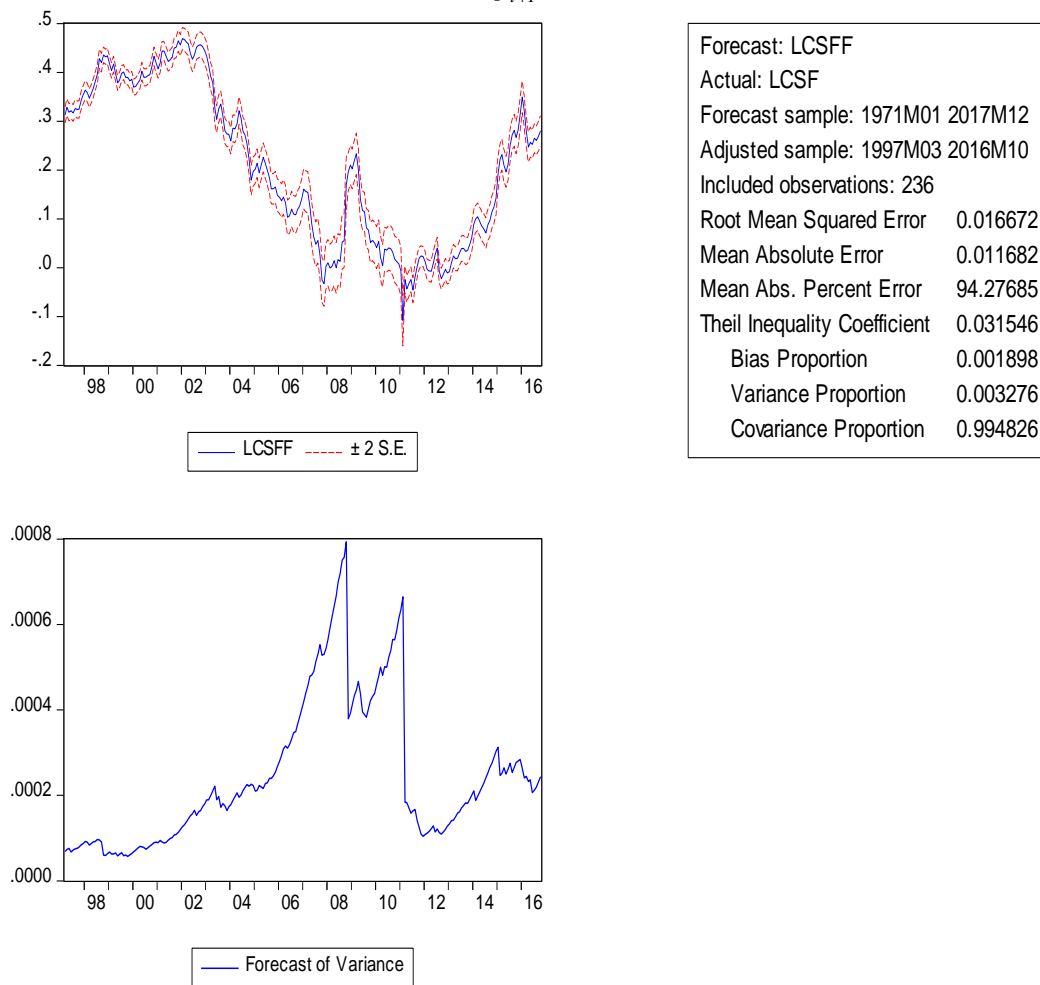 .5
.4
.3
.2
.1
.0
-.1
-.2
98 00 02 04 06 08 10 12 14 16
LCSFF ± 2 S.E.
Forecast: LCSFF
Actual: LCSF
Forecast sample: 1971M01 2017M12
Adjusted sample: 1997M03 2016M10
Included observations: 236
Root Mean Squared Error 0.016672
Mean Absolute Error 0.011682
Mean Abs. Percent Error 94.27685
Theil Inequality Coefficient 0.031546
Bias Proportion 0.001898
Variance Proportion 0.003276
Covariance Proportion 0.994826
.0008
.0006
.0004
.0002
.0000
98 00 02 04 06 08 10 12 14 16
Forecast of Variance